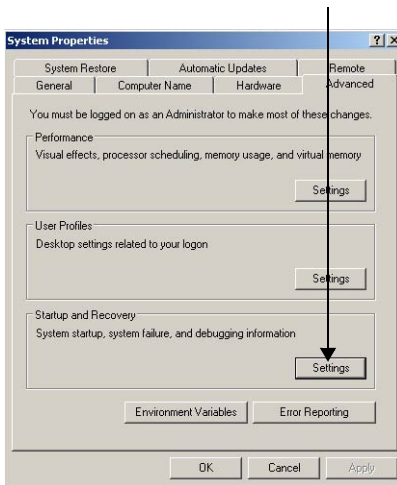 System Properties
System Restore Automatic Updates Remote
General Computer Name Hardware Advanced
You must be logged on as an Administrator to make most of these changes.
Performance
Visual effects, processor scheduling, memory usage, and virtual memory
Settings
User Profiles
Desktop settings related to your logon
Settings
Startup and Recovery
System startup, system failure, and debugging information
Settings
Environment Variables Error Reporting
OK Cancel Apply